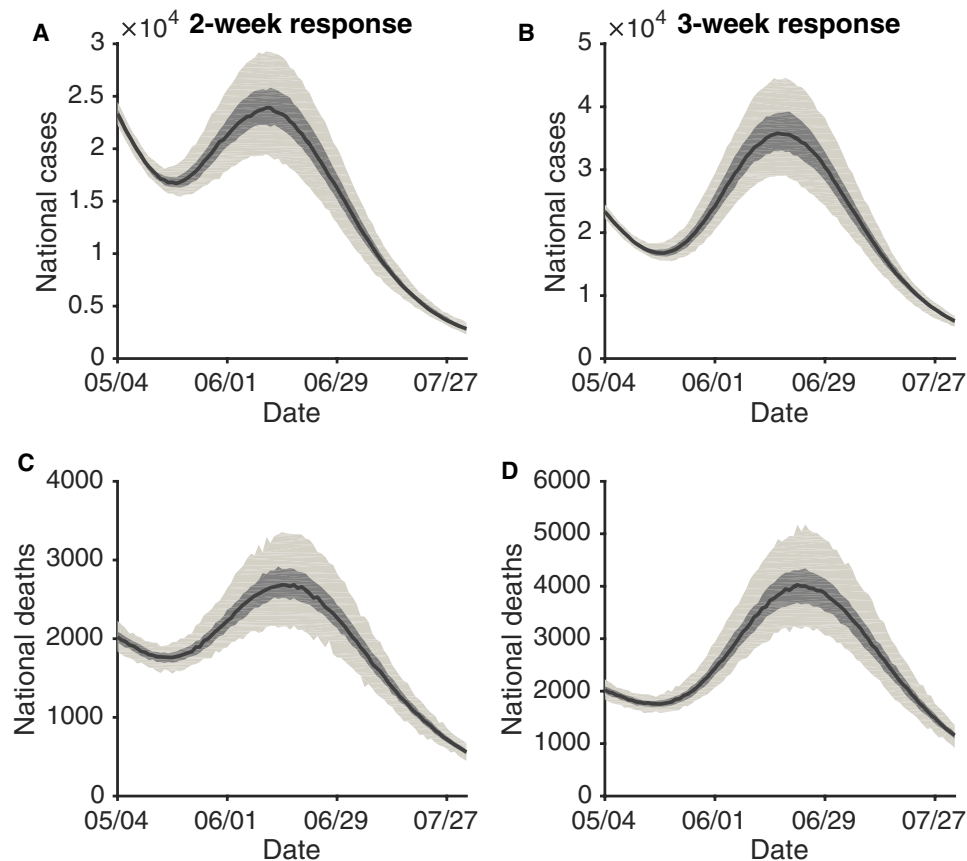 A
×10⁴ 2-week response
3
2.5
2
1.5
1
0.5
0
National cases
05/04 06/01 06/29 07/27
Date
B
×10⁴ 3-week response
5
4
3
2
1
0
National cases
05/04 06/01 06/29 07/27
Date
C
4000
3000
2000
1000
0
National deaths
05/04 06/01 06/29 07/27
Date
D
6000
5000
4000
3000
2000
1000
0
National deaths
05/04 06/01 06/29 07/27
Date